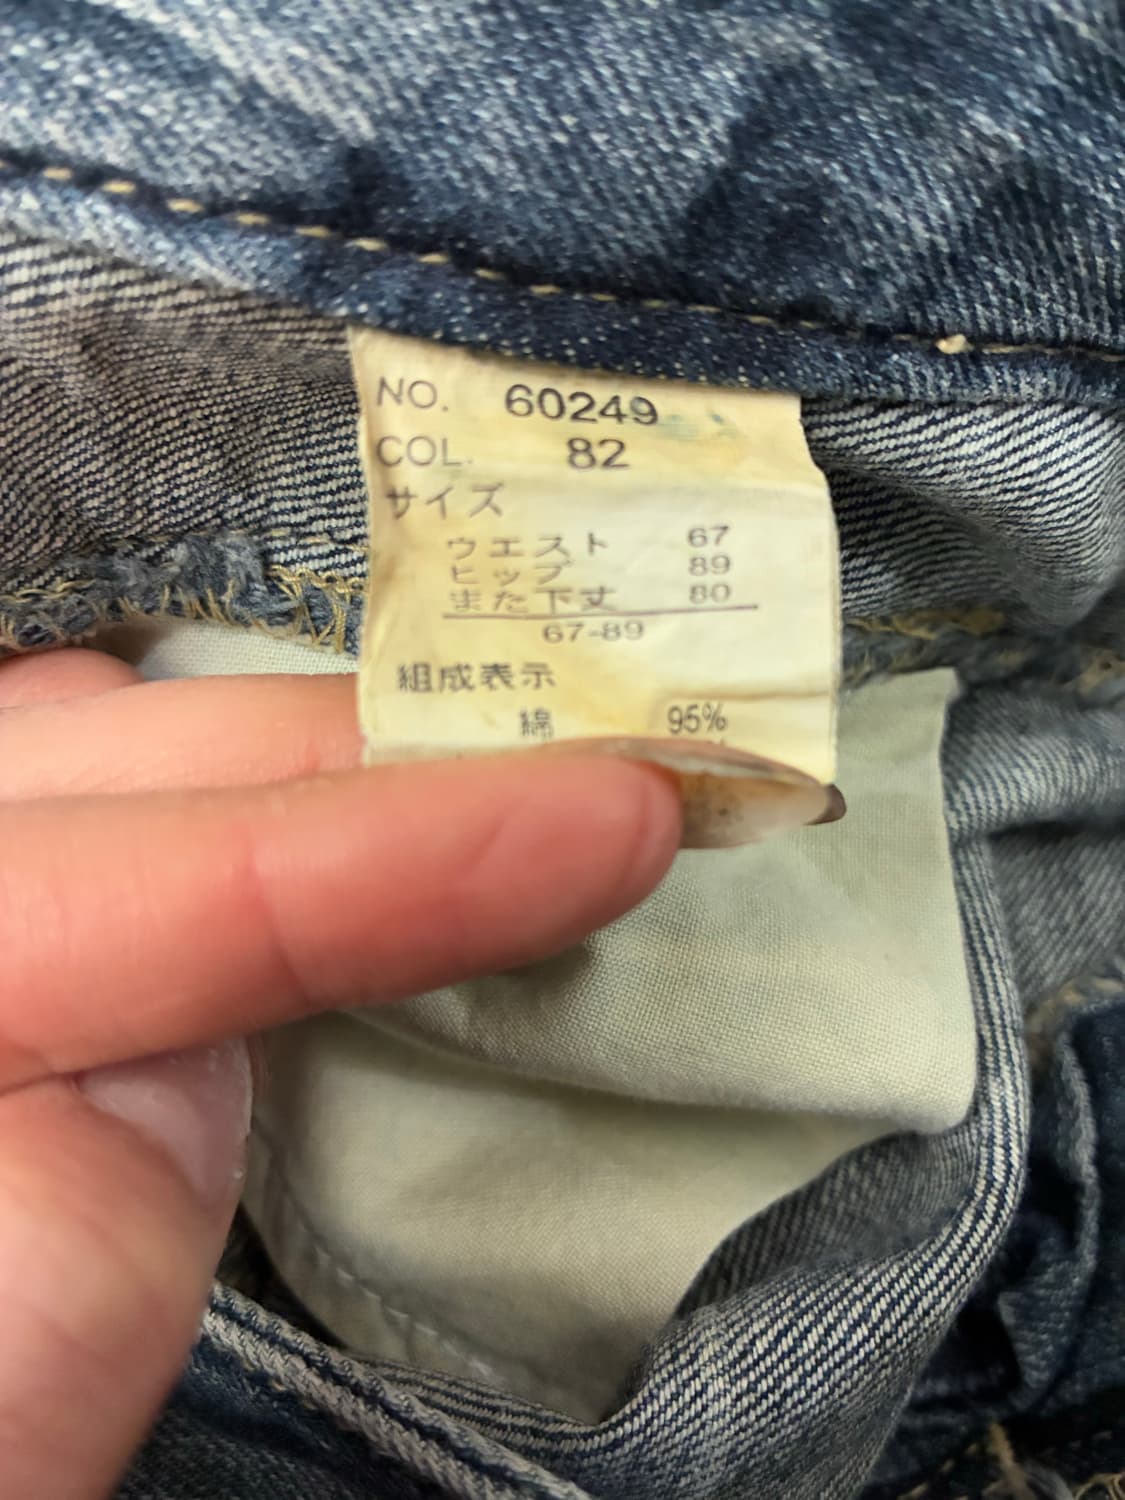 NO. 60249
COL. 82
サイズ
ウエスト 67
ヒップ 89
また下丈 80
67-89
組成表示
綿 95%